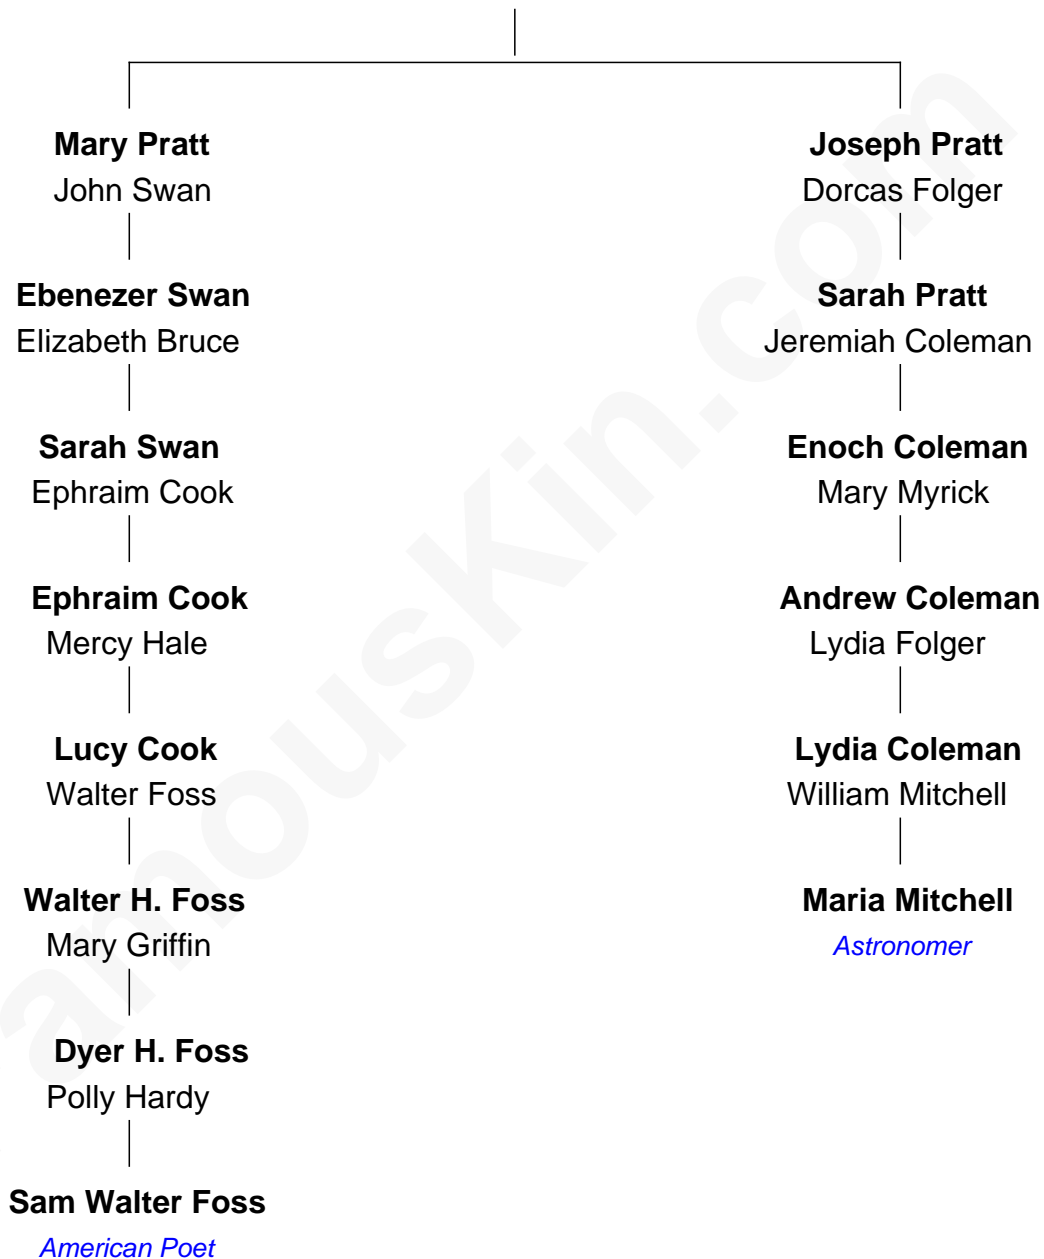 Mary Pratt
John Swan
Joseph Pratt
Dorcas Folger
Ebenezer Swan
Elizabeth Bruce
Sarah Pratt
Jeremiah Coleman
Sarah Swan
Ephraim Cook
Enoch Coleman
Mary Myrick
Ephraim Cook
Mercy Hale
Andrew Coleman
Lydia Folger
Lucy Cook
Walter Foss
Lydia Coleman
William Mitchell
Walter H. Foss
Mary Griffin
Maria Mitchell
Astronomer
Dyer H. Foss
Polly Hardy
Sam Walter Foss
American Poet
amouskin.com